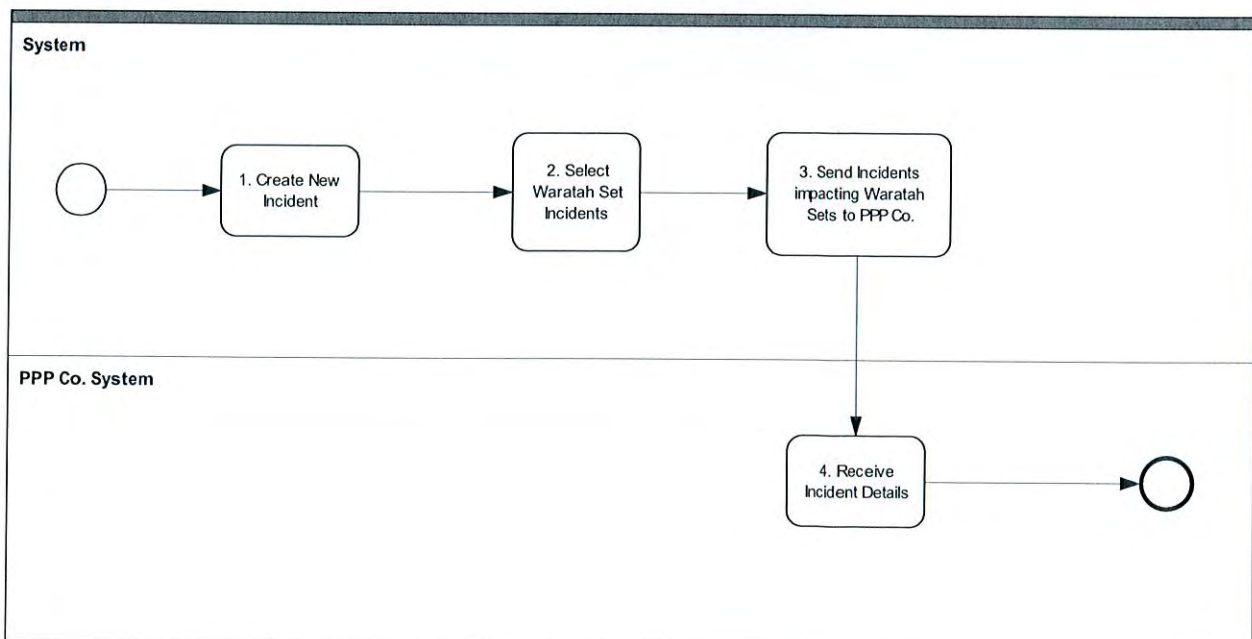 System
1. Create New
Incident
2. Select
Waratah Set
Incidents
3. Send Incidents
impacting Waratah
Sets to PPP Co.
PPP Co. System
4. Receive
Incident Details